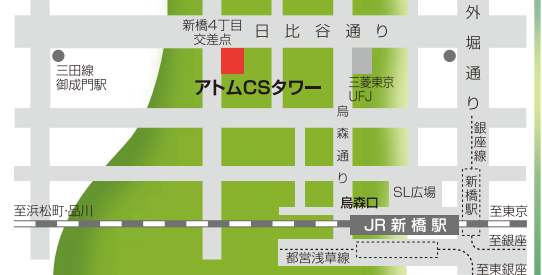 新橋4丁目
交差点
日比谷通り
外堀通り
三田線
御成門駅
アトムCSタワー
三菱東京
UFJ
烏森通り
銀座線
新橋駅
SL広場
烏森口
至浜松町・品川
JR新橋駅
至東京
至銀座
都営浅草線
至東銀座